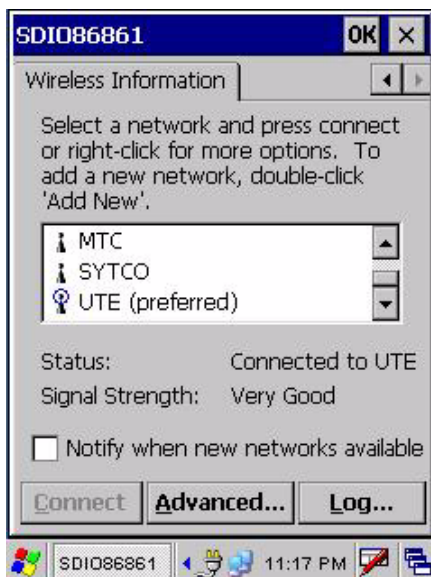 SDIO86861 OK ×
Wireless Information
Select a network and press connect
or right-click for more options. To
add a new network, double-click
'Add New'.
MTC
SYTCO
UTE (preferred)
Status: Connected to UTE
Signal Strength: Very Good
Notify when new networks available
Connect Advanced... Log...
SDIO86861 11:17 PM